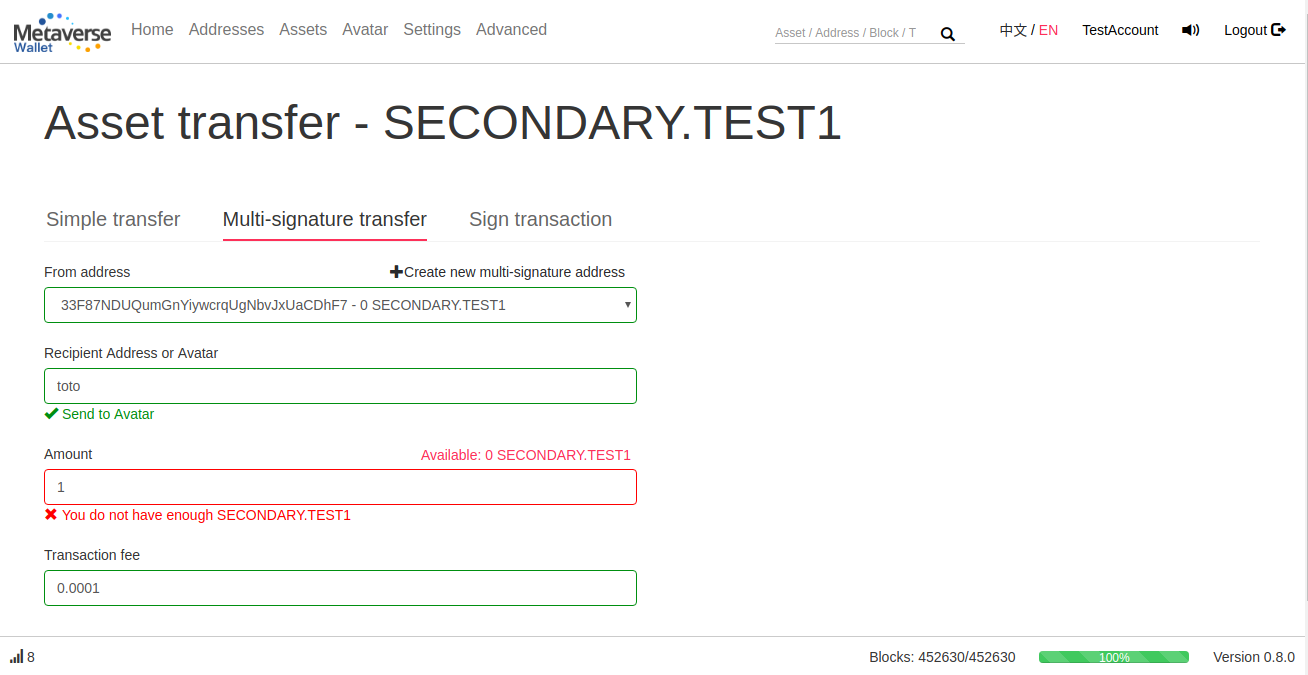 Metaverse
Wallet
Home Addresses Assets Avatar Settings Advanced
Asset / Address / Block / T
中文 / EN TestAccount Logout
Asset transfer - SECONDARY.TEST1
Simple transfer Multi-signature transfer Sign transaction
From address Create new multi-signature address
33F87NDUQumGnYiywcrqUgNbvJxUaCDhF7 - 0 SECONDARY.TEST1
Recipient Address or Avatar
toto
Send to Avatar
Amount Available: 0 SECONDARY.TEST1
1
You do not have enough SECONDARY.TEST1
Transaction fee
0.0001
8 Blocks: 452630/452630 100% Version 0.8.0